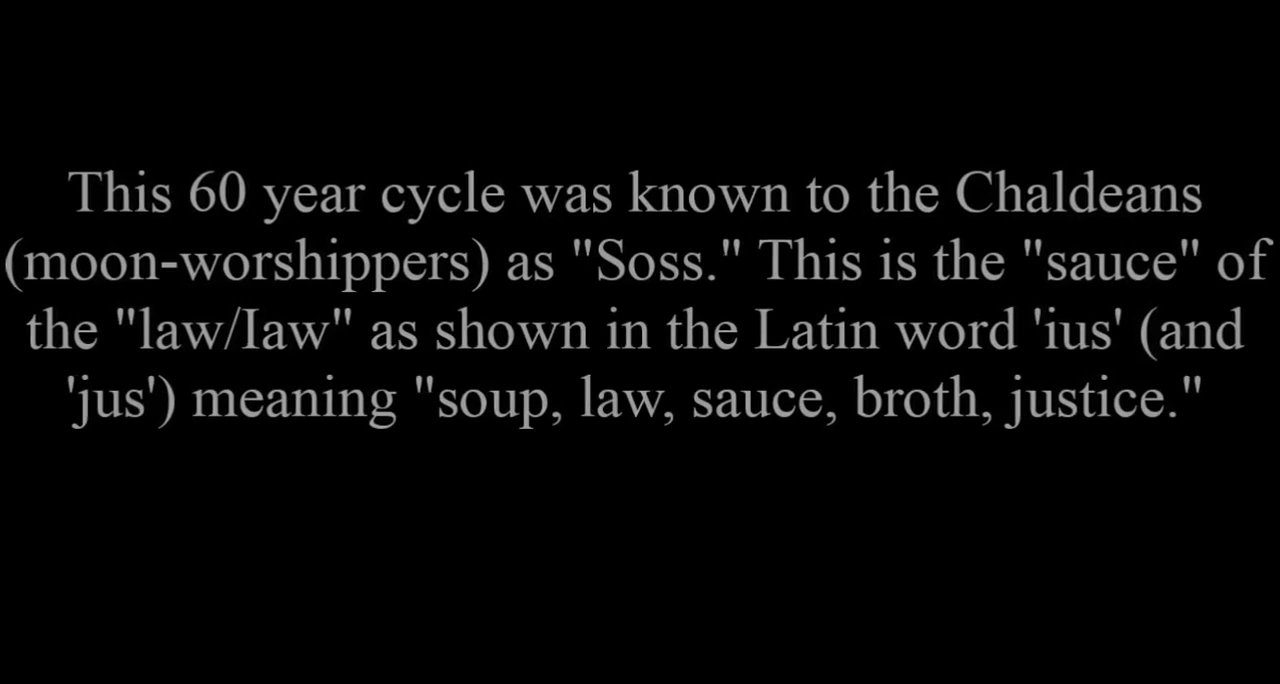 This 60 year cycle was known to the Chaldeans
(moon-worshippers) as "Soss." This is the "sauce" of
the "law/Iaw" as shown in the Latin word 'ius' (and
'jus') meaning "soup, law, sauce, broth, justice."